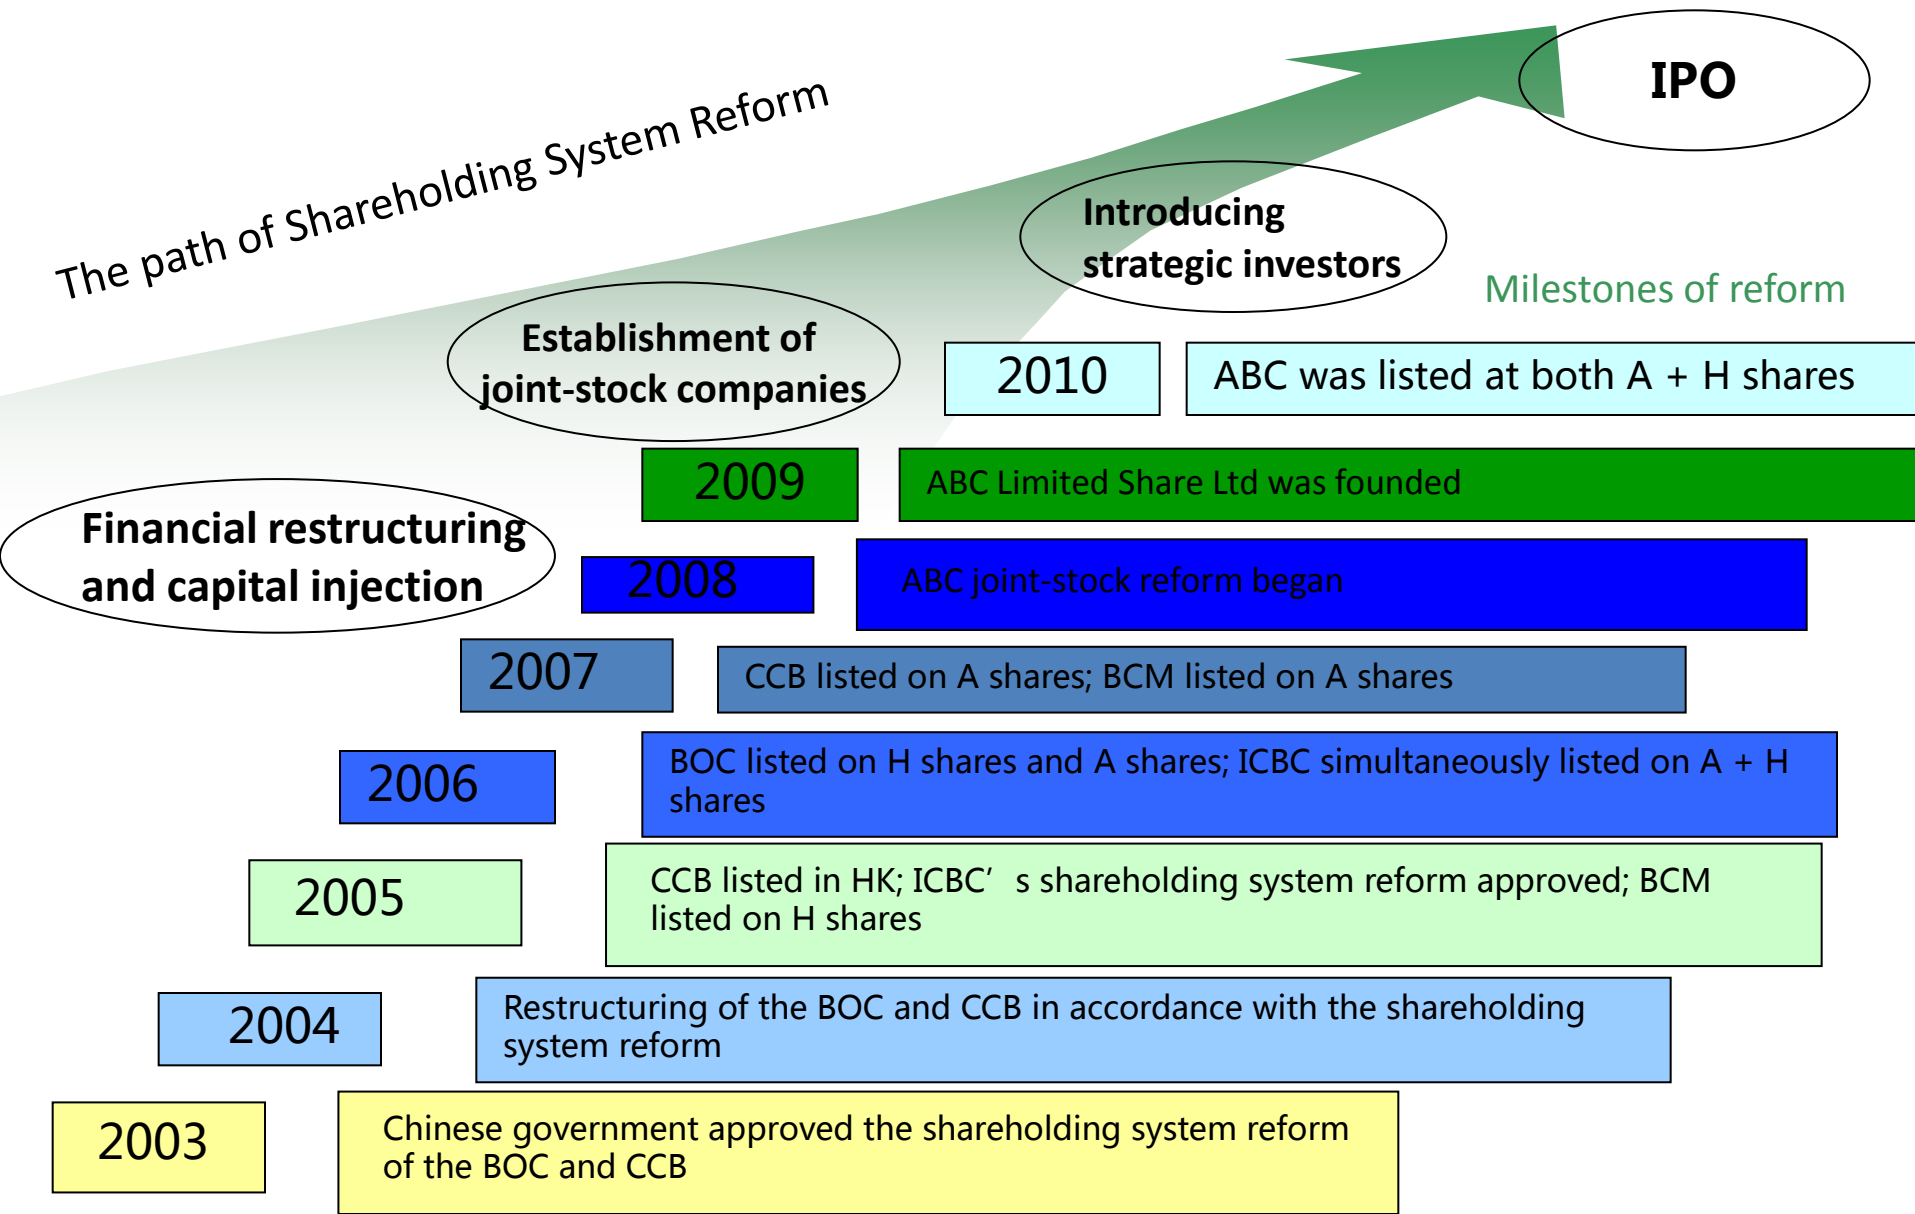 IPO
The path of Shareholding System Reform
Introducing
strategic investors
Milestones of reform
Establishment of
joint-stock companies
2010
ABC was listed at both A + H shares
2009
ABC Limited Share Ltd was founded
Financial restructuring
and capital injection
2008
ABC joint-stock reform began
2007
CCB listed on A shares; BCM listed on A shares
2006
BOC listed on H shares and A shares; ICBC simultaneously listed on A + H
shares
2005
CCB listed in HK; ICBC’ s shareholding system reform approved; BCM
listed on H shares
2004
Restructuring of the BOC and CCB in accordance with the shareholding
system reform
2003
Chinese government approved the shareholding system reform
of the BOC and CCB